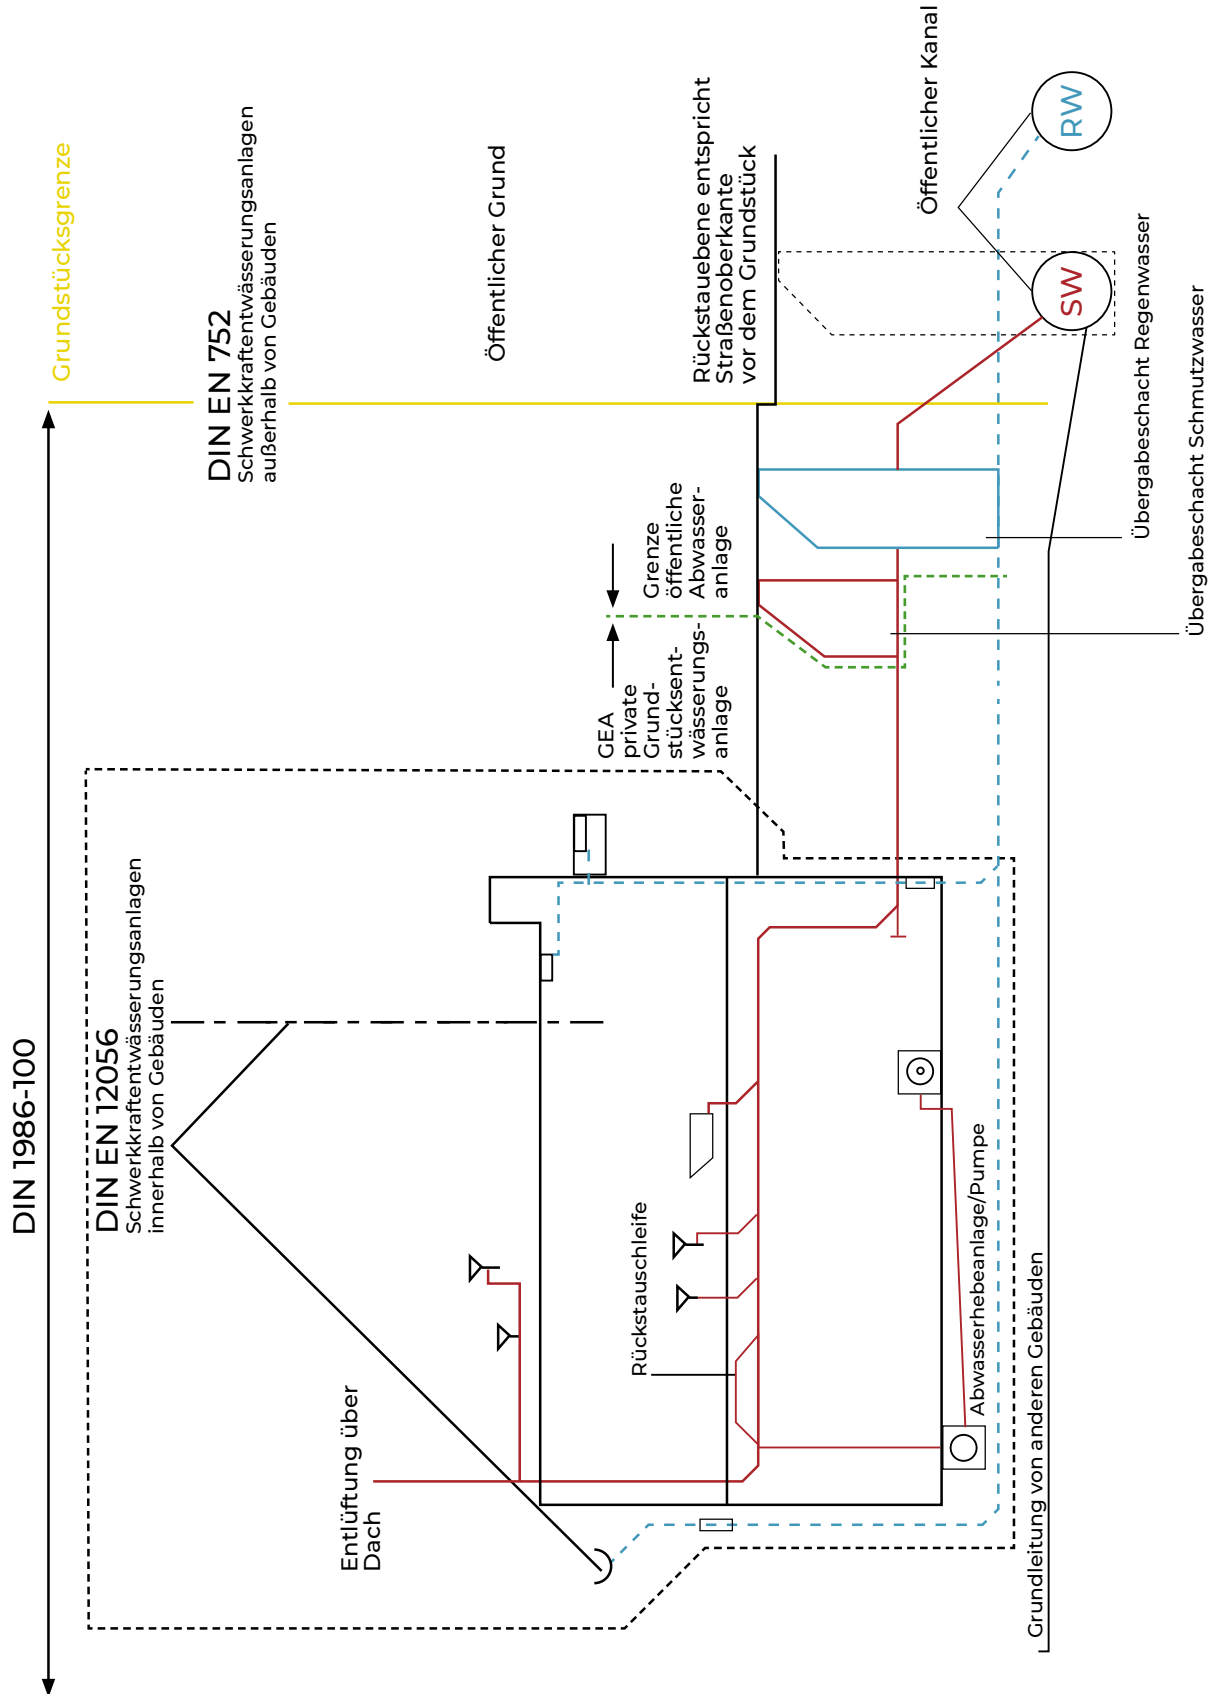 DIN 1986-100
Grundstücksgrenze
DIN EN 12056
Schwerkkraftentwässerungsanlagen
innerhalb von Gebäuden
DIN EN 752
Schwerkkraftentwässerungsanlagen
außerhalb von Gebäuden
Entlüftung über
Dach
Öffentlicher Grund
GEA
private
Grund-
stücksent-
wässerungs-
anlage
Grenze
öffentliche
Abwasser-
anlage
Rückstauebene entspricht
Straßenoberkante
vor dem Grundstück
Rückstauschleife
Öffentlicher Kanal
Abwasserhebeanlage/Pumpe
Grundleitung von anderen Gebäuden
SW
RW
Übergabeschacht Regenwasser
Übergabeschacht Schmutzwasser